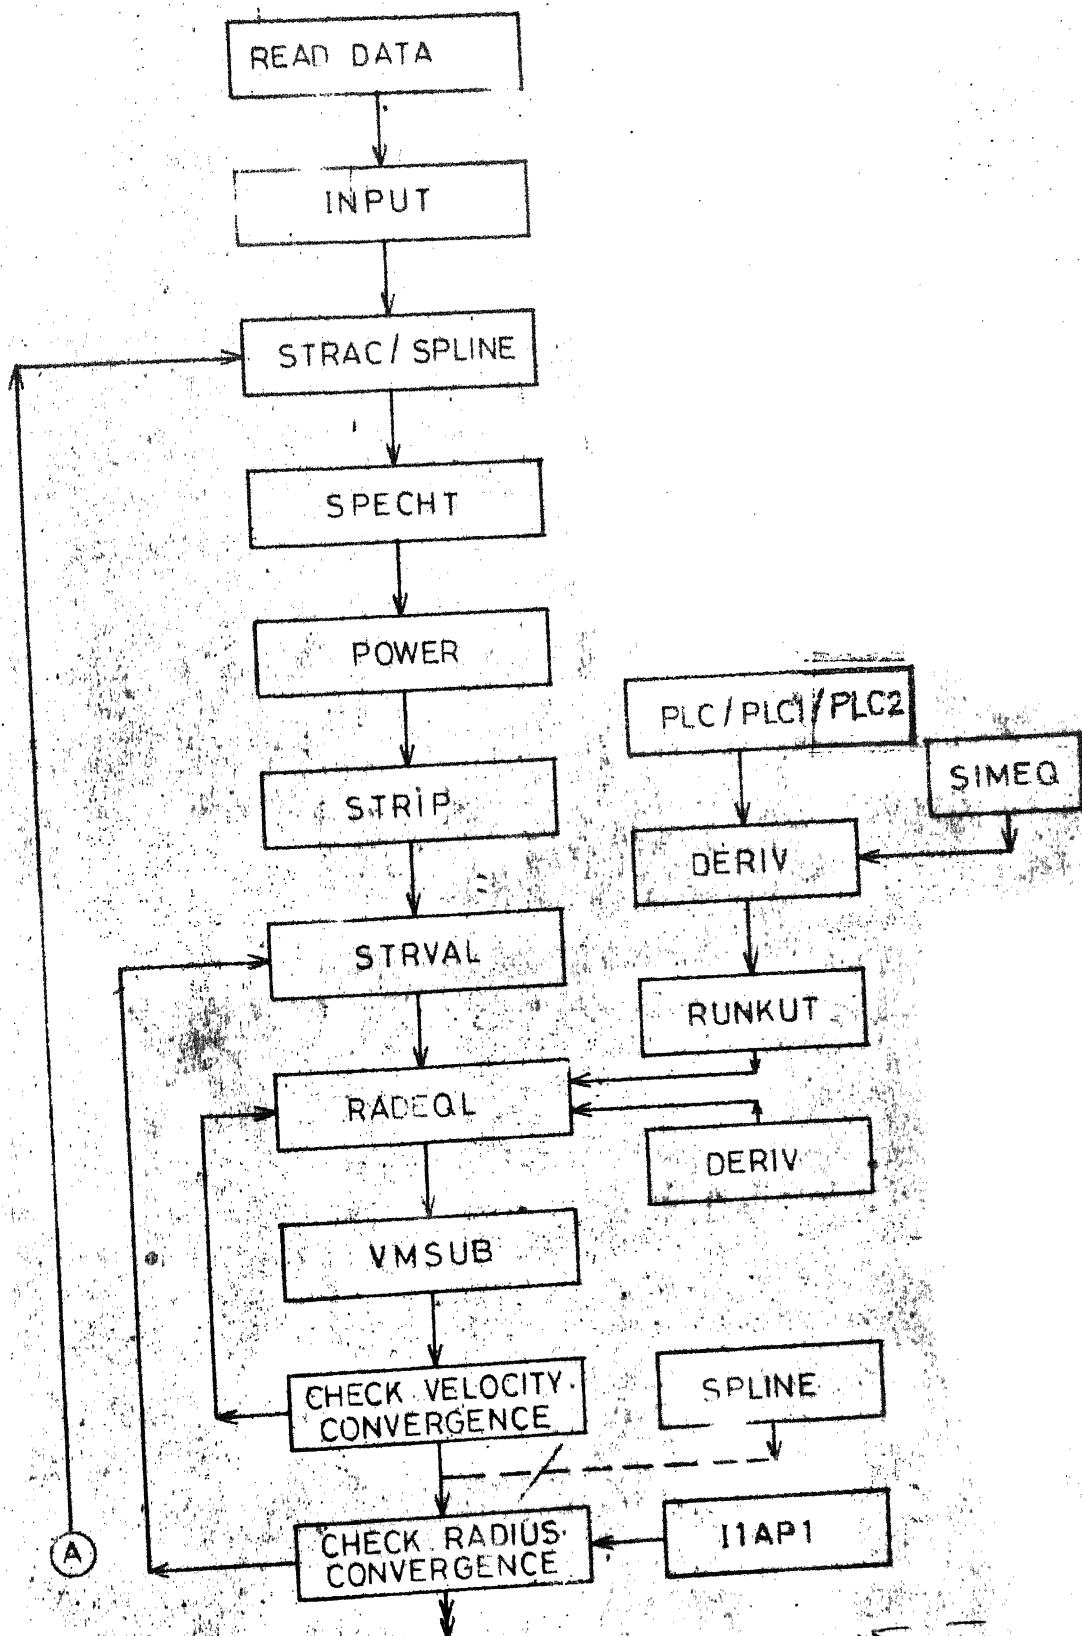 READ DATA
INPUT
STRAC/SPLINE
SPECHT
POWER
PLC/PLC1/PLC2
SIMEQ
STRIP
DERIV
STRVAL
RUNKUT
RADEQL
DERIV
VMSUB
CHECK VELOCITY
CONVERGENCE
SPLINE
A
CHECK RADIUS
CONVERGENCE
I1AP1